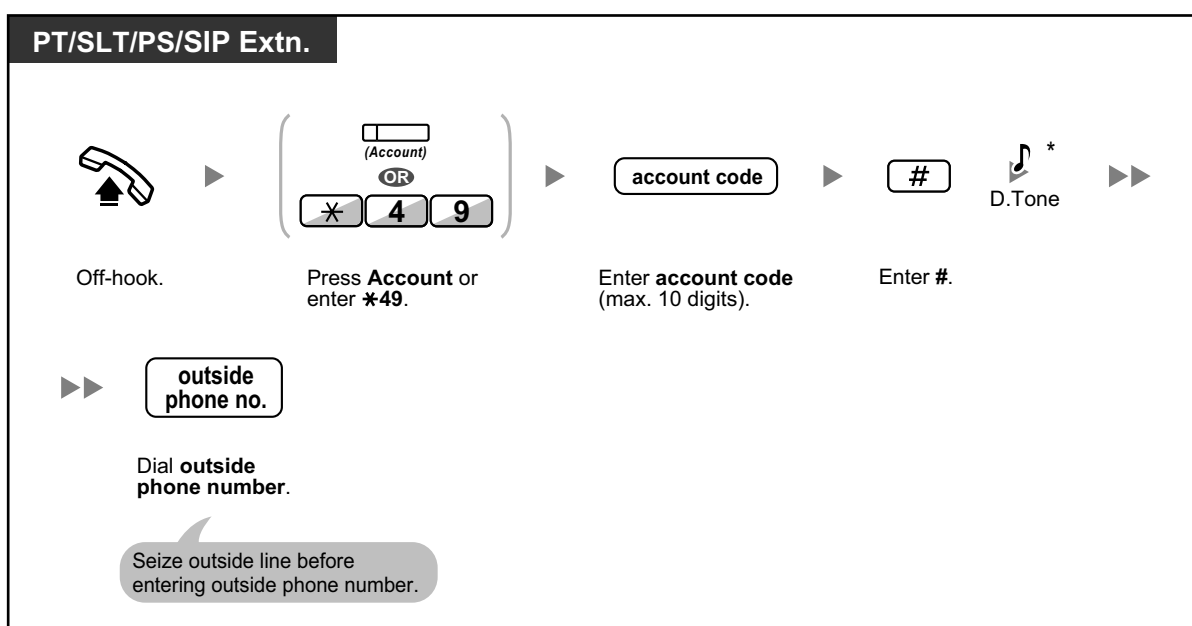 PT/SLT/PS/SIP Extn.
(Account)
OR
* 4 9
account code
#
*
D.Tone
Off-hook.
Press Account or
enter *49.
Enter account code
(max. 10 digits).
Enter #.
outside
phone no.
Dial outside
phone number.
Seize outside line before
entering outside phone number.